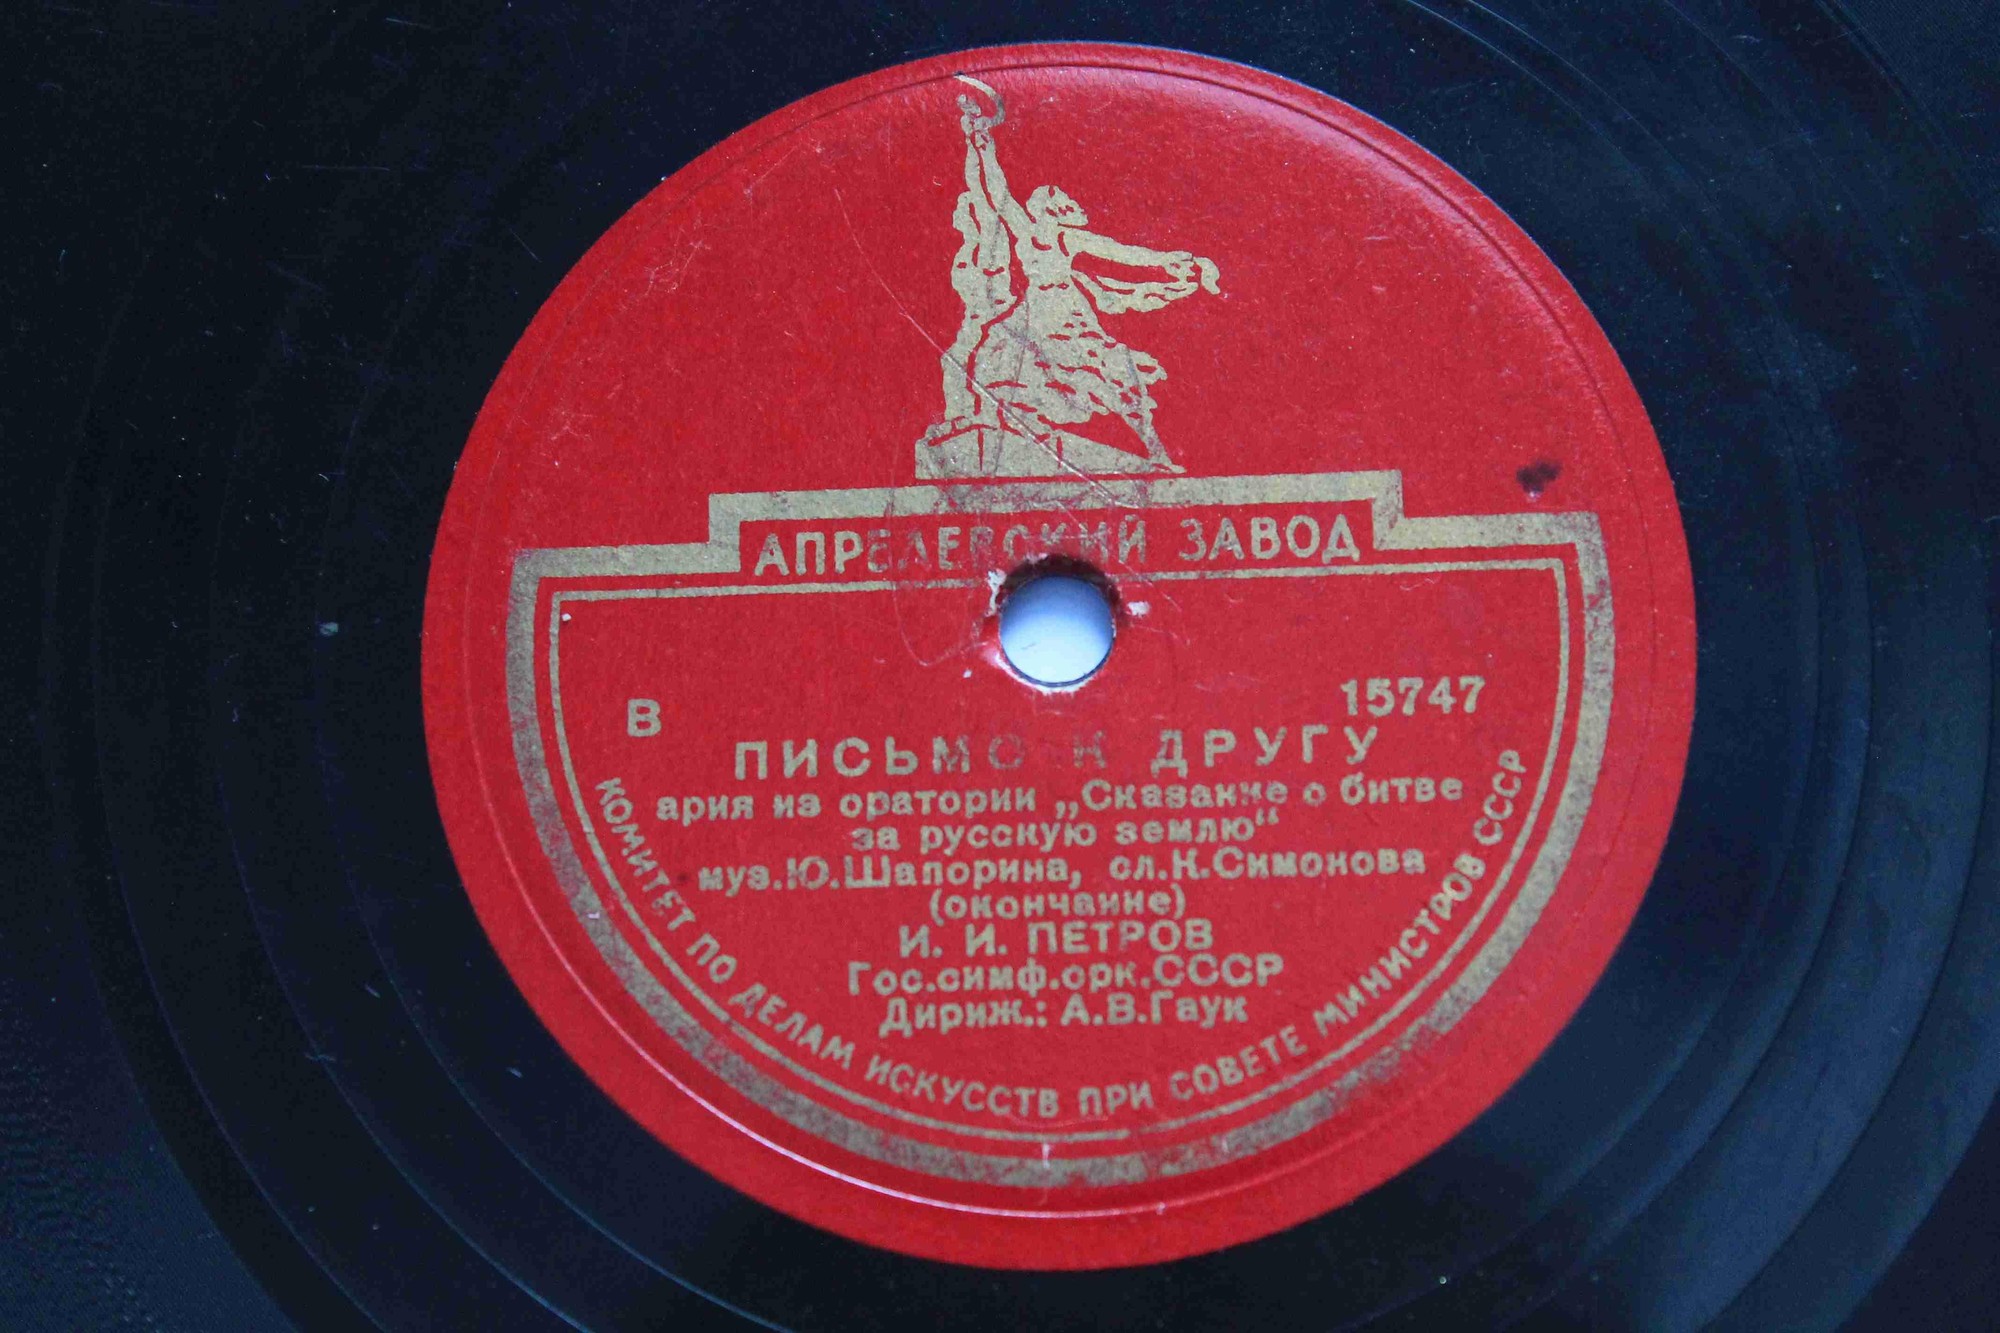 АПРЕЛЕВСКИЙ ЗАВОД
В 15747
ПИСЬМО К ДРУГУ
ария из оратории „Сказание о битве
за русскую землю“
муз.Ю.Шапорина, сл.К.Симонова
(окончание)
И. И. ПЕТРОВ
Гос.симф.орк.СССР
Дириж.: А.В.Гаук
КОМИТЕТ ПО ДЕЛАМ ИСКУССТВ ПРИ СОВЕТЕ МИНИСТРОВ СССР